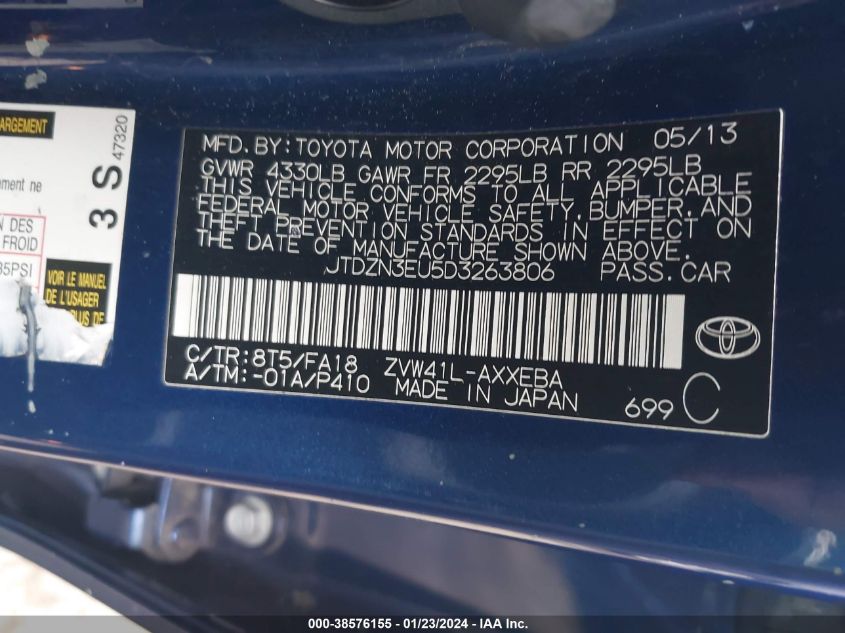 ARGEMENT
ement ne
N DES
FROID
35PSI
VOIR LE MANUEL
DE L'USAGER
PLUS DE
3 S 47320
MFD. BY: TOYOTA MOTOR CORPORATION 05/13
GVWR 4330LB GAWR FR 2295LB RR 2295LB
THIS VEHICLE CONFORMS TO ALL APPLICABLE
FEDERAL MOTOR VEHICLE SAFETY, BUMPER, AND
THEFT PREVENTION STANDARDS IN EFFECT ON
THE DATE OF MANUFACTURE SHOWN ABOVE.
JTDZN3EU5D3263806 PASS. CAR
C/TR: 8T5/FA18 ZVW41L-AXXEBA
A/TM: -01A/P410 MADE IN JAPAN
699 C
000-38576155 - 01/23/2024 - IAA Inc.